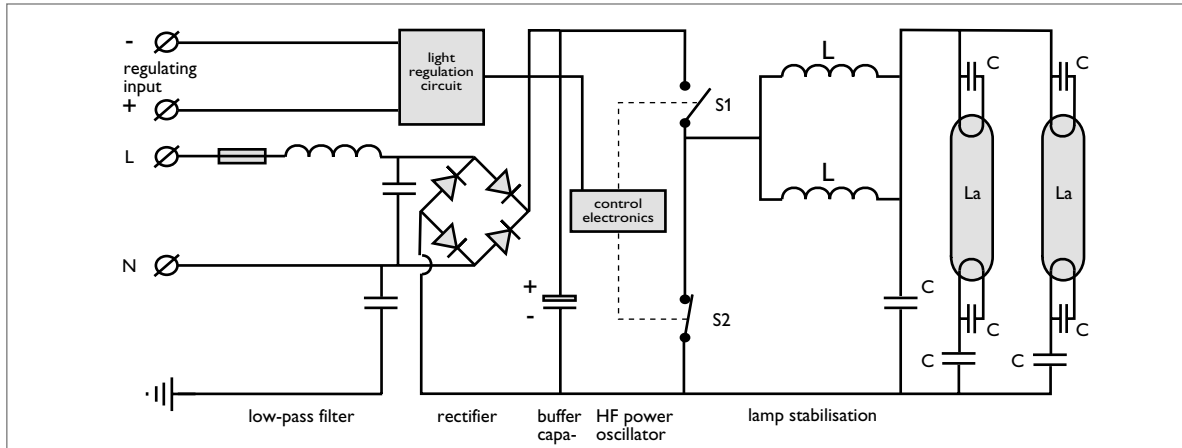 -
regulating
input
+
light
regulation
circuit
L
N
control
electronics
+
-
S1
S2
L
L
C
C
La
La
C
C
C
C
C
low-pass filter
rectifier
buffer
capa-
HF power
oscillator
lamp stabilisation